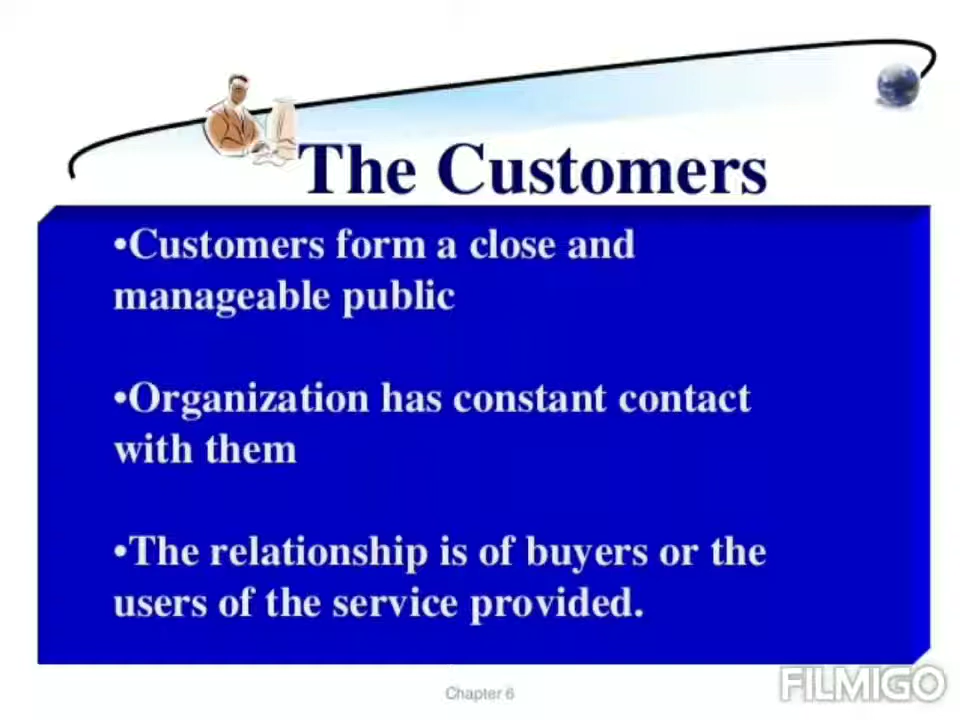 The Customers
•Customers form a close and
manageable public
•Organization has constant contact
with them
•The relationship is of buyers or the
users of the service provided.
Chapter 6
FILMIGO